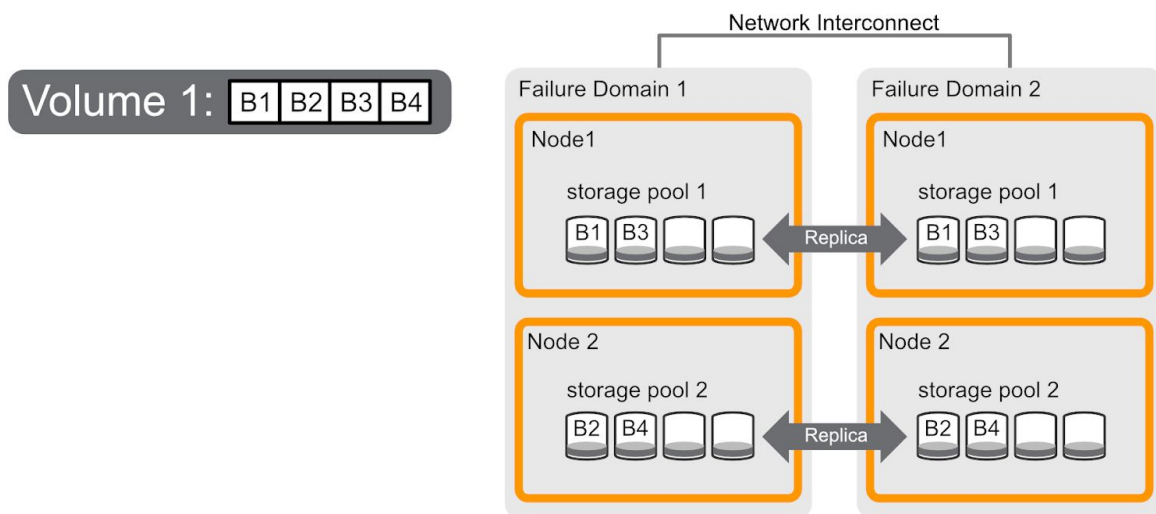 Network Interconnect
Volume 1: B1 B2 B3 B4
Failure Domain 1
Failure Domain 2
Node1
Node1
storage pool 1
storage pool 1
B1 B3
Replica
B1 B3
Node 2
Node 2
storage pool 2
storage pool 2
B2 B4
Replica
B2 B4